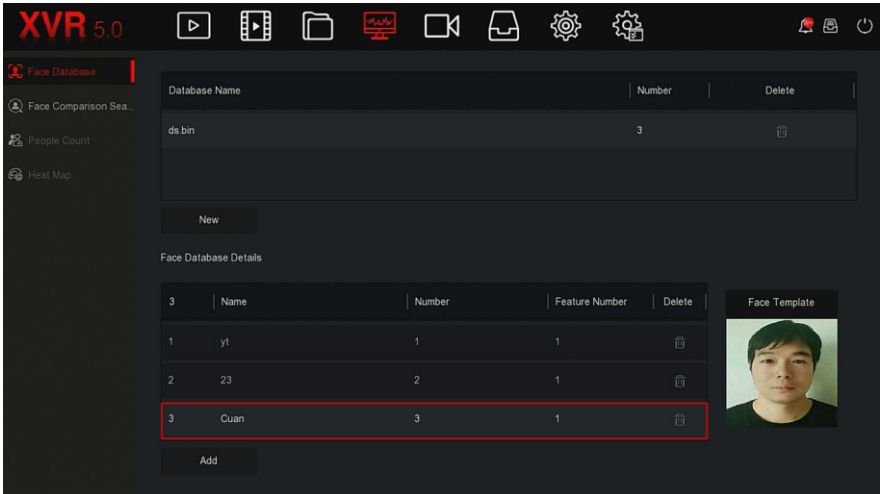 XVR 5.0
Face Database
Face Comparison Sea...
People Count
Heat Map
Database Name Number Delete
ds.bin 3
New
Face Database Details
3 Name Number Feature Number Delete
1 yt 1 1
2 23 2 1
3 Cuan 3 1
Face Template
Add